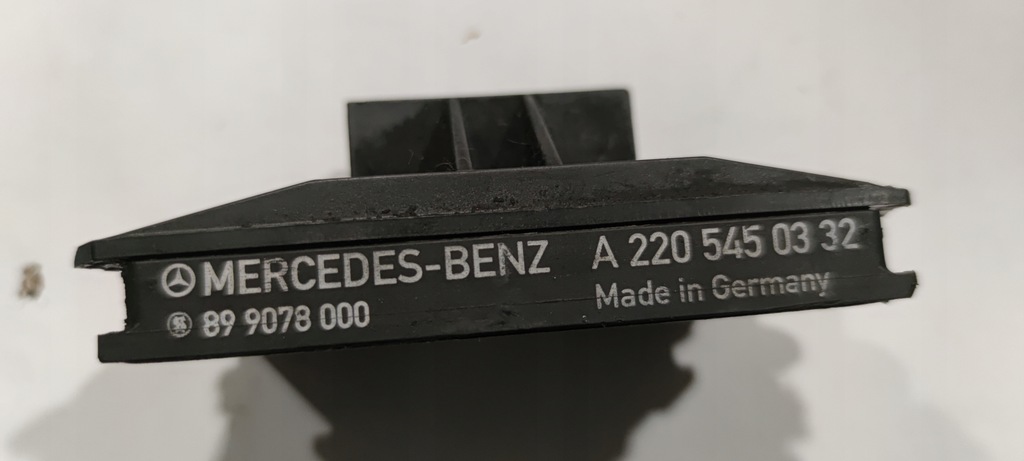 MERCEDES-BENZ A 220 545 03 32
89 9078 000 Made in Germany